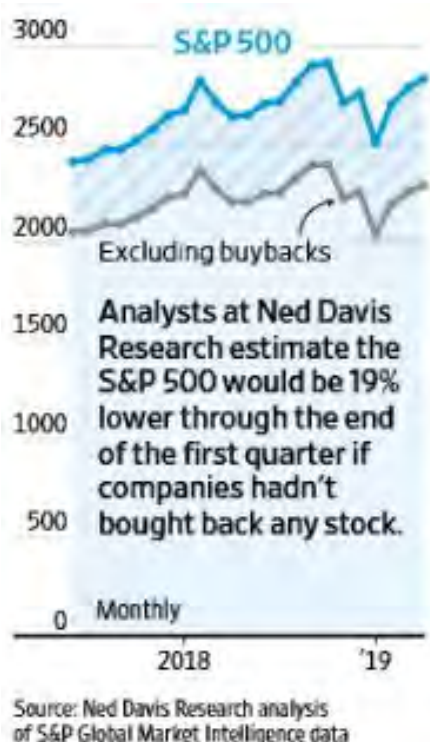 3000
S&P 500
2500
2000
Excluding buybacks
1500
Analysts at Ned Davis
Research estimate the
S&P 500 would be 19%
1000
lower through the end
of the first quarter if
companies hadn't
500
bought back any stock.
0
Monthly
2018
'19
Source: Ned Davis Research analysis
of S&P Global Market Intelligence data